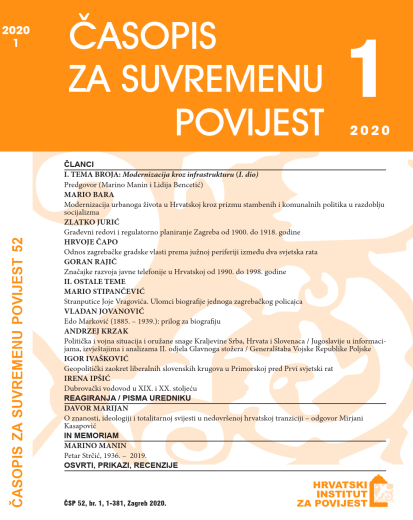 2020
1
ČASOPIS
ZA SUVREMENU
POVIJEST
1
2020
ČLANCI
I. TEMA BROJA: Modernizacija kroz infrastrukturu (I. dio)
Predgovor (Marino Manin i Lidija Bencetić)
MARIO BARA
Modernizacija urbanoga života u Hrvatskoj kroz prizmu stambenih i komunalnih politika u razdoblju
socijalizma
ZLATKO JURIĆ
Građevni redovi i regulatorno planiranje Zagreba od 1900. do 1918. godine
HRVOJE ČAPO
Odnos zagrebačke gradske vlasti prema južnoj periferiji između dva svjetska rata
GORAN RAJIČ
Značajke razvoja javne telefonije u Hrvatskoj od 1990. do 1998. godine
II. OSTALE TEME
MARIO STIPANČEVIĆ
Stranputice Joje Vragovića. Ulomci biografije jednoga zagrebačkog policajca
VLADAN JOVANOVIĆ
Edo Marković (1885. – 1939.): prilog za biografiju
ANDRZEJ KRZAK
Politička i vojna situacija i oružane snage Kraljevine Srba, Hrvata i Slovenaca / Jugoslavije u informaci-
jama, izvještajima i analizama II. odjela Glavnoga stožera / Generalštaba Vojske Republike Poljske
IGOR IVAŠKOVIĆ
Geopolitički zaokret liberalnih slovenskih krugova u Primorskoj pred Prvi svjetski rat
IRENA IPŠIĆ
Dubrovački vodovod u XIX. i XX. stoljeću
REAGIRANJA / PISMA UREDNIKU
DAVOR MARIJAN
O znanosti, ideologiji i totalitarnoj svijesti u nedovršenoj hrvatskoj tranziciji – odgovor Mirjani
Kasapović
IN MEMORIAM
MARINO MANIN
Petar Strčić, 1936. – 2019.
OSVRTI, PRIKAZI, RECENZIJE
ČSP 52, br. 1, 1-381, Zagreb 2020.
HRVATSKI
INSTITUT
ZA POVIJEST
ČASOPIS ZA SUVREMENU POVIJEST 52